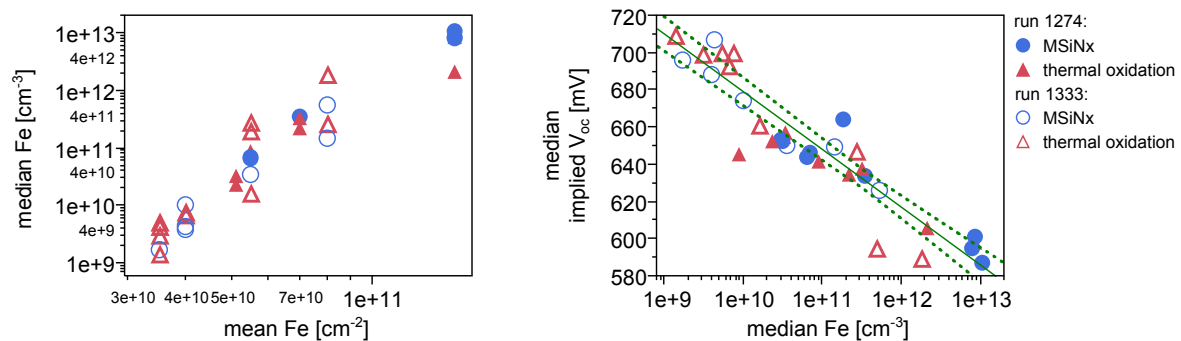 1e+13
4e+12
1e+12
4e+11
1e+11
4e+10
1e+10
4e+9
1e+9
median Fe [cm⁻³]
3e+10 4e+10 5e+10 7e+10 1e+11
mean Fe [cm⁻²]
720
700
680
660
640
620
600
580
median
implied Voc [mV]
1e+9 1e+10 1e+11 1e+12 1e+13
median Fe [cm⁻³]
run 1274:
MSiNx
thermal oxidation
run 1333:
MSiNx
thermal oxidation